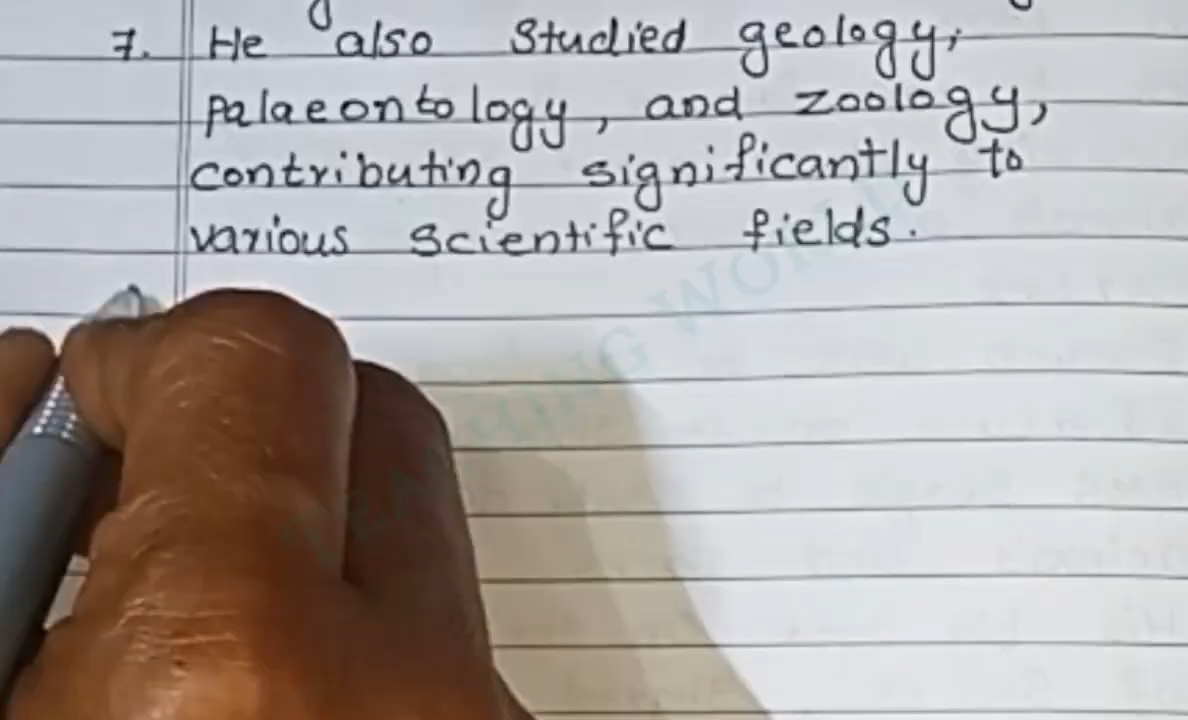 7. He also studied geology,
palaeontology, and zoology,
contributing significantly to
various scientific fields.